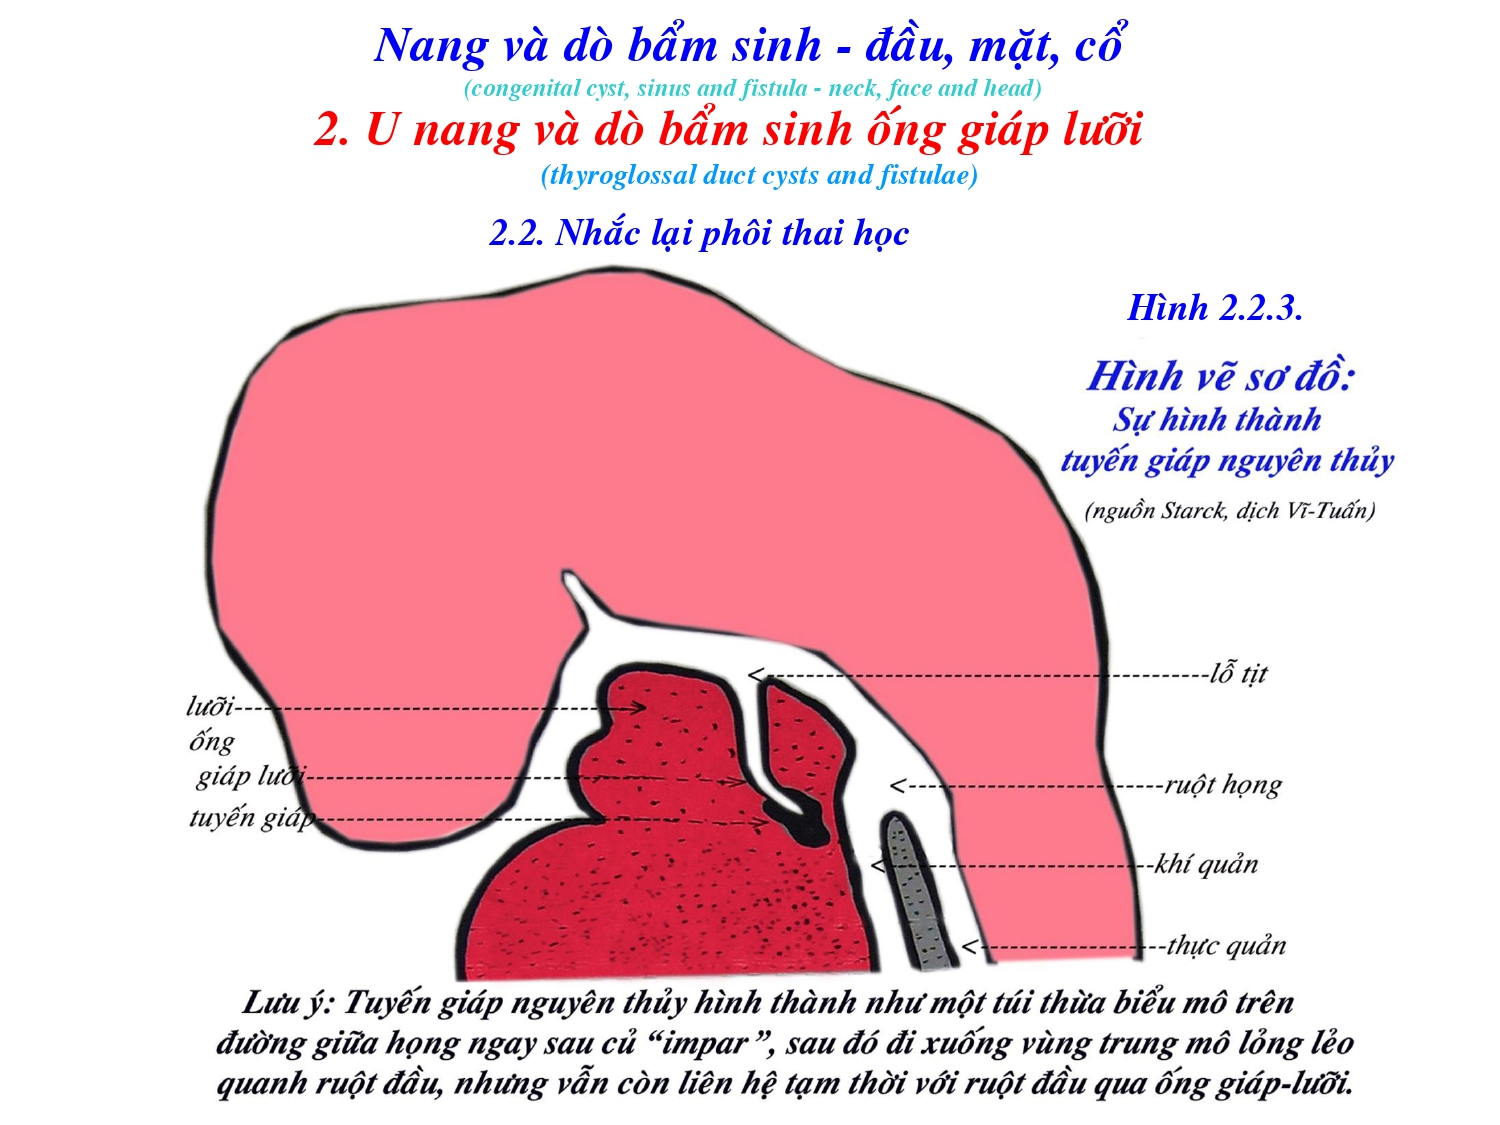 Nang và dò bẩm sinh - đầu, mặt, cổ
(congenital cyst, sinus and fistula - neck, face and head)
2. U nang và dò bẩm sinh ống giáp lưỡi
(thyroglossal duct cysts and fistulae)
2.2. Nhắc lại phôi thai học
Hình 2.2.3.
Hình vẽ sơ đồ:
Sự hình thành
tuyến giáp nguyên thủy
(nguồn Starck, dịch Vĩ-Tuấn)
lỗ tịt
lưỡi
ống
giáp lưỡi
ruột họng
tuyến giáp
khí quản
thực quản
Lưu ý: Tuyến giáp nguyên thủy hình thành như một túi thừa biểu mô trên
đường giữa họng ngay sau củ “impar”, sau đó đi xuống vùng trung mô lỏng lẻo
quanh ruột đầu, nhưng vẫn còn liên hệ tạm thời với ruột đầu qua ống giáp-lưỡi.